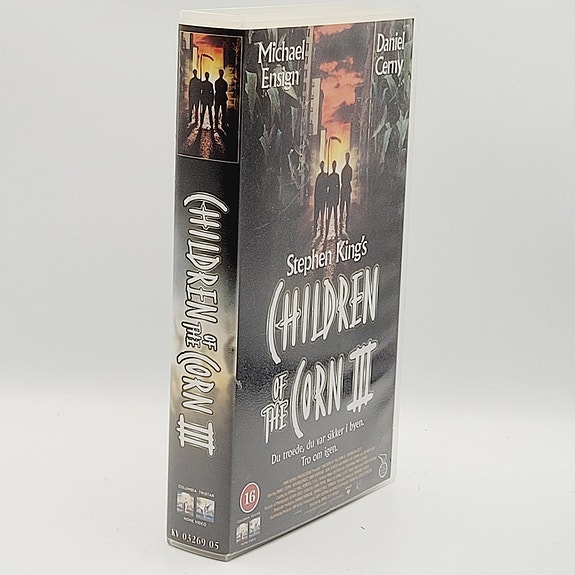 Michael
Ensign
Daniel
Cerny
Stephen King's
CHILDREN
OF
THE CORN III
Du troede, du var sikker i byen.
Tro om igen.
16
CHILDREN OF THE CORN III
COLUMBIA TRISTAR
HOME VIDEO
KV 03269/05